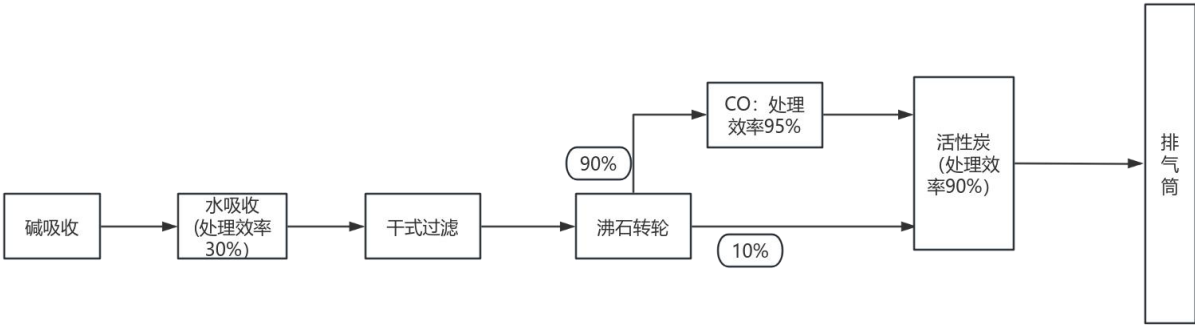 碱吸收
水吸收
(处理效率
30%）
干式过滤
沸石转轮
90%
10%
CO：处理
效率95%
活性炭
（处理效
率90%）
排
气
筒